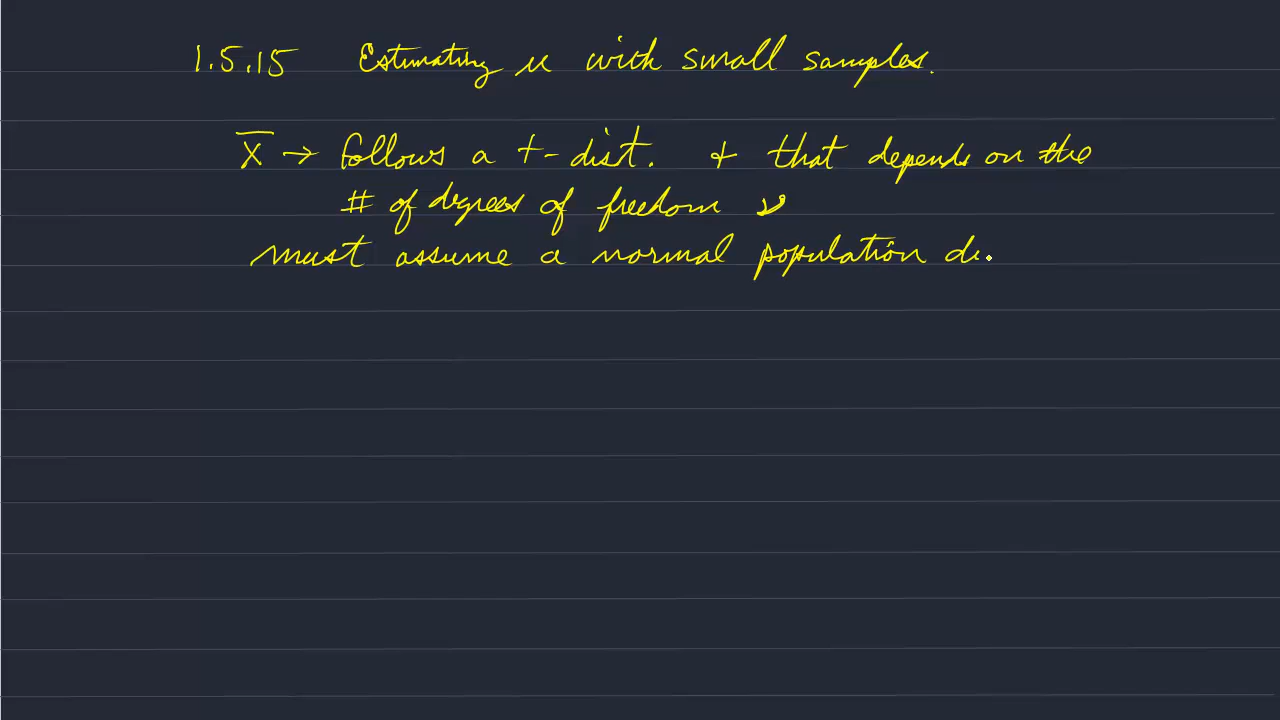 1.5.15 Estimating μ with small samples.
X̄ → follows a t-dist. + that depends on the
# of degrees of freedom ν
must assume a normal population di